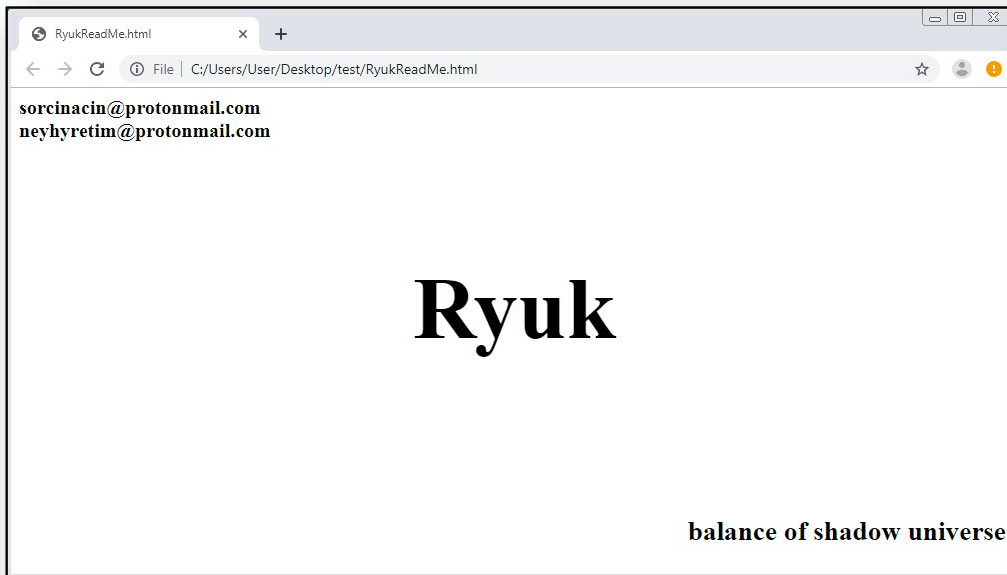 RyukReadMe.html
File C:/Users/User/Desktop/test/RyukReadMe.html
sorcinacin@protonmail.com
neyhyretim@protonmail.com
Ryuk
balance of shadow universe